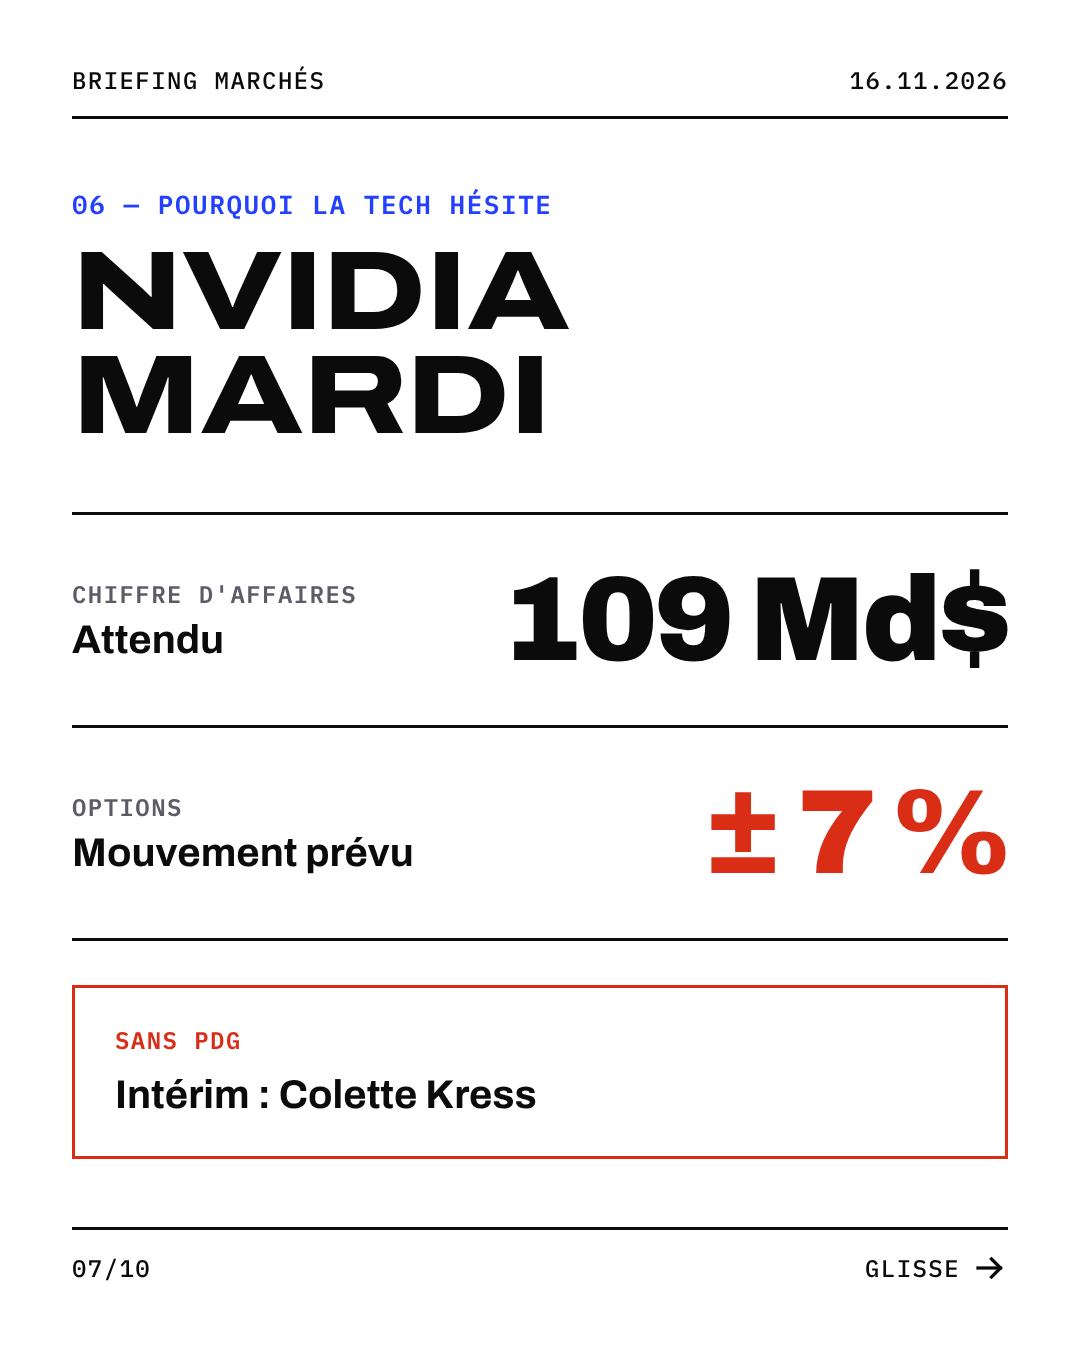 BRIEFING MARCHÉS
16.11.2026
06 — POURQUOI LA TECH HÉSITE
NVIDIA
MARDI
CHIFFRE D'AFFAIRES
Attendu
109 Md$
OPTIONS
Mouvement prévu
± 7 %
SANS PDG
Intérim : Colette Kress
07/10
GLISSE →